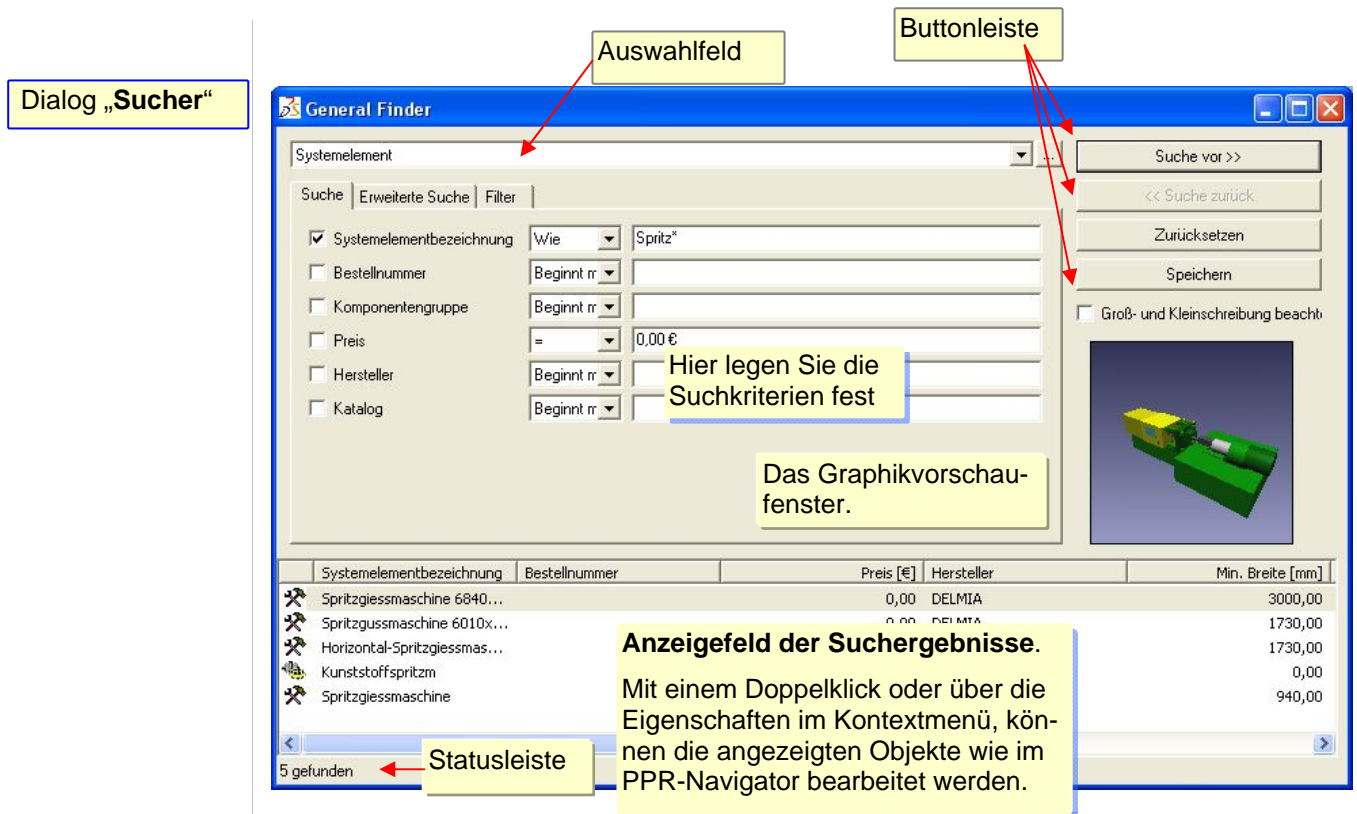 Buttonleiste
Auswahlfeld
Dialog „Sucher“
General Finder
Systemelement
...
Suche vor >>
Suche Erweiterte Suche Filter
<< Suche zurück
Systemelementbezeichnung Wie Spritz*
Zurücksetzen
Bestellnummer Beginnt m
Speichern
Komponentengruppe Beginnt m
Groß- und Kleinschreibung beacht
Preis = 0,00 €
Hier legen Sie die
Suchkriterien fest
Hersteller Beginnt m
Katalog Beginnt m
Das Graphikvorschau-
fenster.
Systemelementbezeichnung Bestellnummer Preis [€] Hersteller Min. Breite [mm]
Spritzgiessmaschine 6840... 0,00 DELMIA 3000,00
Spritzgussmaschine 6010x... 0,00 DELMIA 1730,00
Horizontal-Spritzgiessmas... 1730,00
Kunststoffspritzm 0,00
Spritzgiessmaschine 940,00
Anzeigefeld der Suchergebnisse.
Mit einem Doppelklick oder über die
Eigenschaften im Kontextmenü, kön-
nen die angezeigten Objekte wie im
PPR-Navigator bearbeitet werden.
Statusleiste
5 gefunden